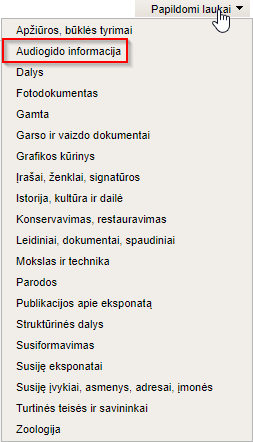 Papildomi laukai
Apžiūros, būklės tyrimai
Audiogido informacija
Dalys
Fotodokumentas
Gamta
Garso ir vaizdo dokumentai
Grafikos kūrinys
Įrašai, ženklai, signatūros
Istorija, kultūra ir dailė
Konservavimas, restauravimas
Leidiniai, dokumentai, spaudiniai
Mokslas ir technika
Parodos
Publikacijos apie eksponatą
Struktūrinės dalys
Susiformavimas
Susiję eksponatai
Susiję įvykiai, asmenys, adresai, įmonės
Turtinės teisės ir savininkai
Zoologija